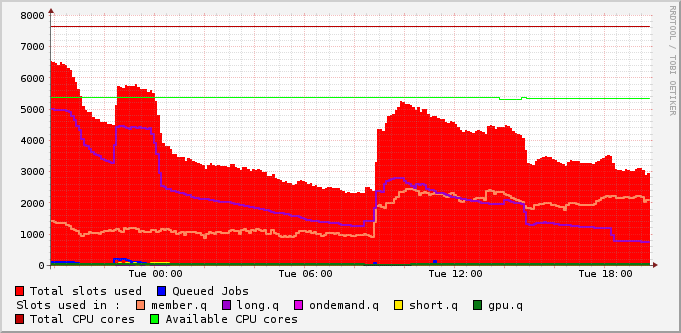 RRDTOOL / TOBI OETIKER
8000
7000
6000
5000
4000
3000
2000
1000
0
Tue 00:00 Tue 06:00 Tue 12:00 Tue 18:00
Total slots used Queued Jobs
Slots used in : member.q long.q ondemand.q short.q gpu.q
Total CPU cores Available CPU cores